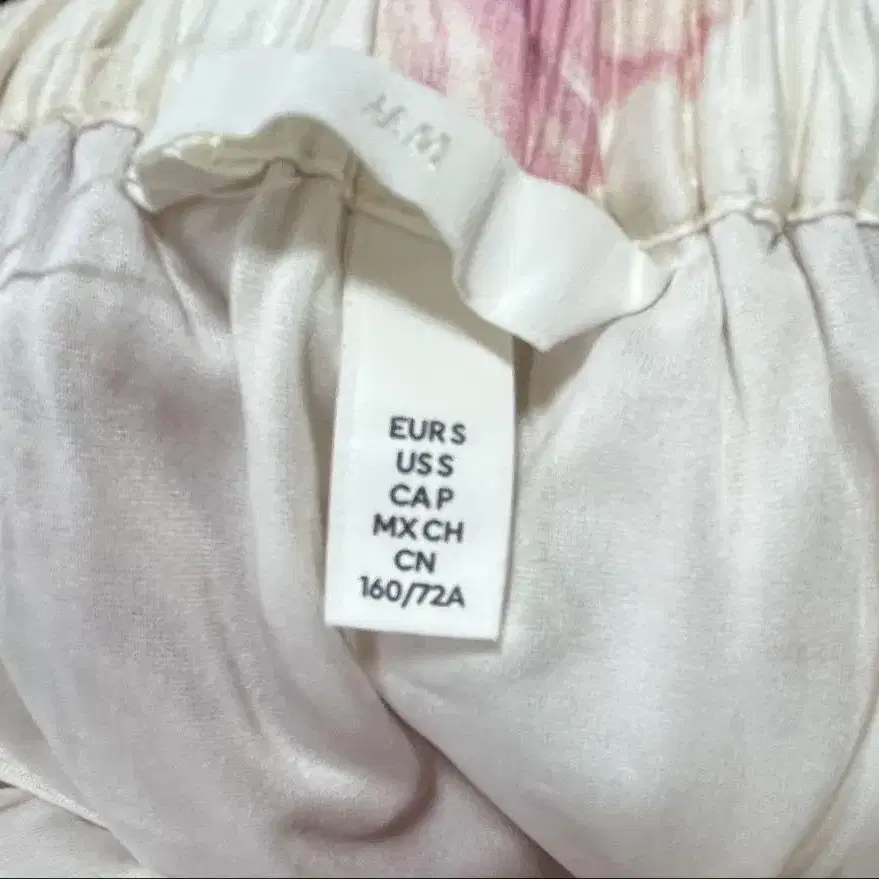 H&M
EUR S
US S
CA P
MX CH
CN
160/72A